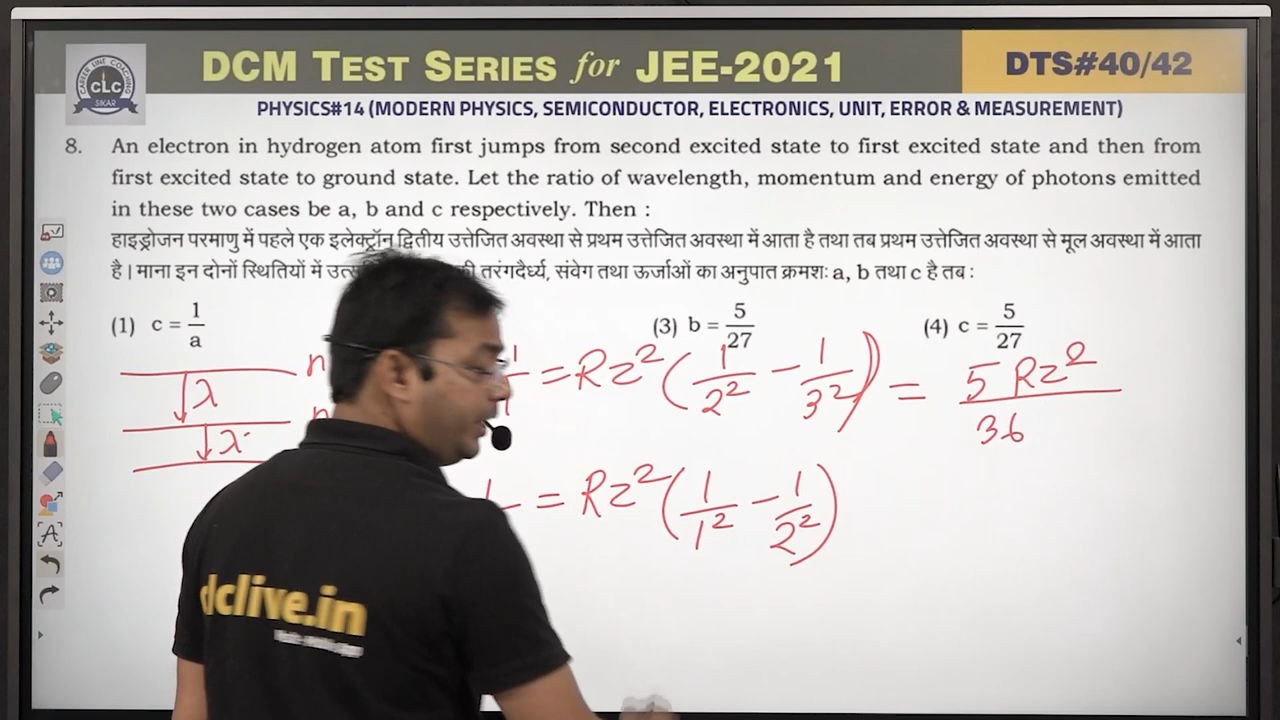 DCM TEST SERIES for JEE-2021
DTS#40/42
CAREER LINE COACHING
CLC
SIKAR
PHYSICS#14 (MODERN PHYSICS, SEMICONDUCTOR, ELECTRONICS, UNIT, ERROR & MEASUREMENT)
8. An electron in hydrogen atom first jumps from second excited state to first excited state and then from
first excited state to ground state. Let the ratio of wavelength, momentum and energy of photons emitted
in these two cases be a, b and c respectively. Then :
हाइड्रोजन परमाणु में पहले एक इलेक्ट्रॉन द्वितीय उत्तेजित अवस्था से प्रथम उत्तेजित अवस्था में आता है तथा तब प्रथम उत्तेजित अवस्था से मूल अवस्था में आता
है। माना इन दोनों स्थितियों में तरंगदैर्ध्य, संवेग तथा ऊर्जाओं का अनुपात क्रमशः a, b तथा c है तब :
(1) c = 1/a (3) b = 5/27 (4) c = 5/27
n
λ
= Rz²(1/2² − 1/3²) = 5Rz²/36
n
λ
= Rz²(1/1² − 1/2²)
dclive.in